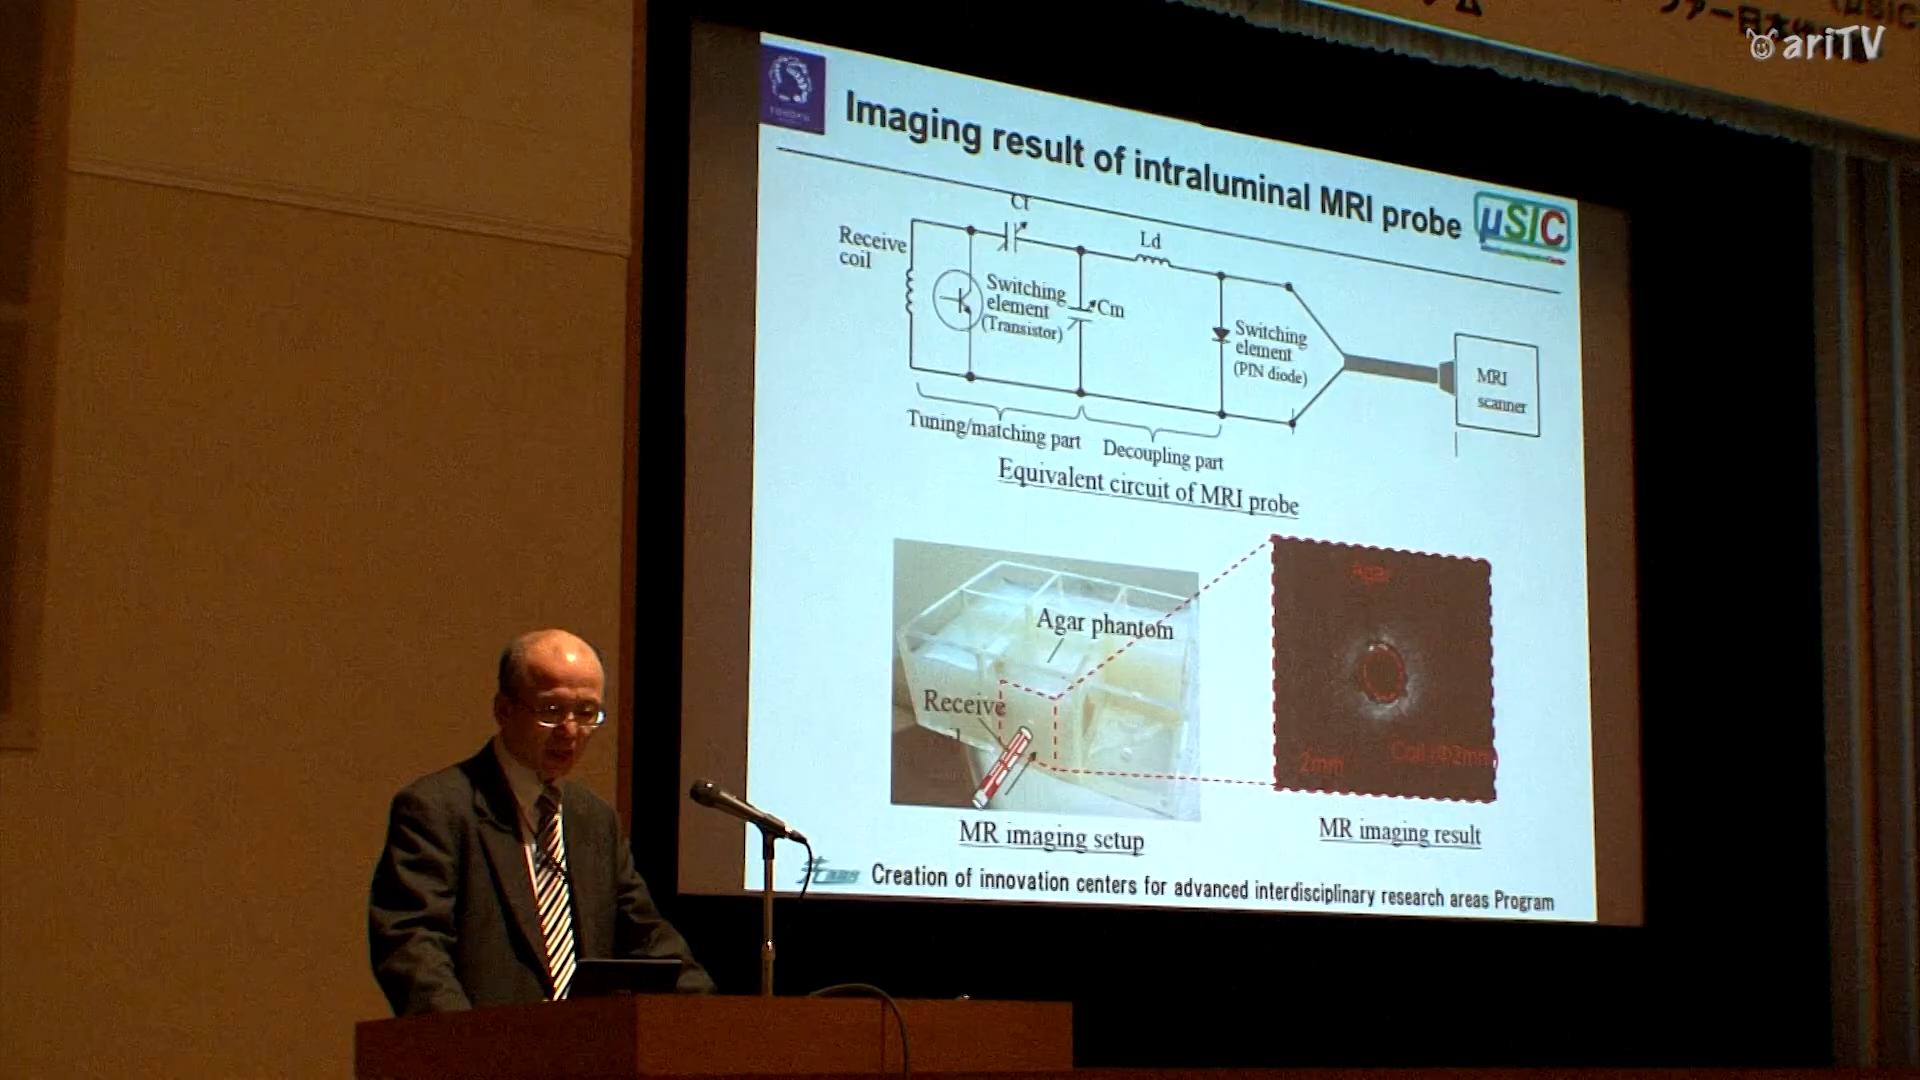 ariTV
Imaging result of intraluminal MRI probe
μSIC
Receive
coil
Ct
Ld
Switching
element
(Transistor)
Cm
Switching
element
(PIN diode)
MRI
scanner
Tuning/matching part
Decoupling part
Equivalent circuit of MRI probe
Agar phantom
Receive
Agar
2mm
MR imaging setup
MR imaging result
Creation of innovation centers for advanced interdisciplinary research areas Program